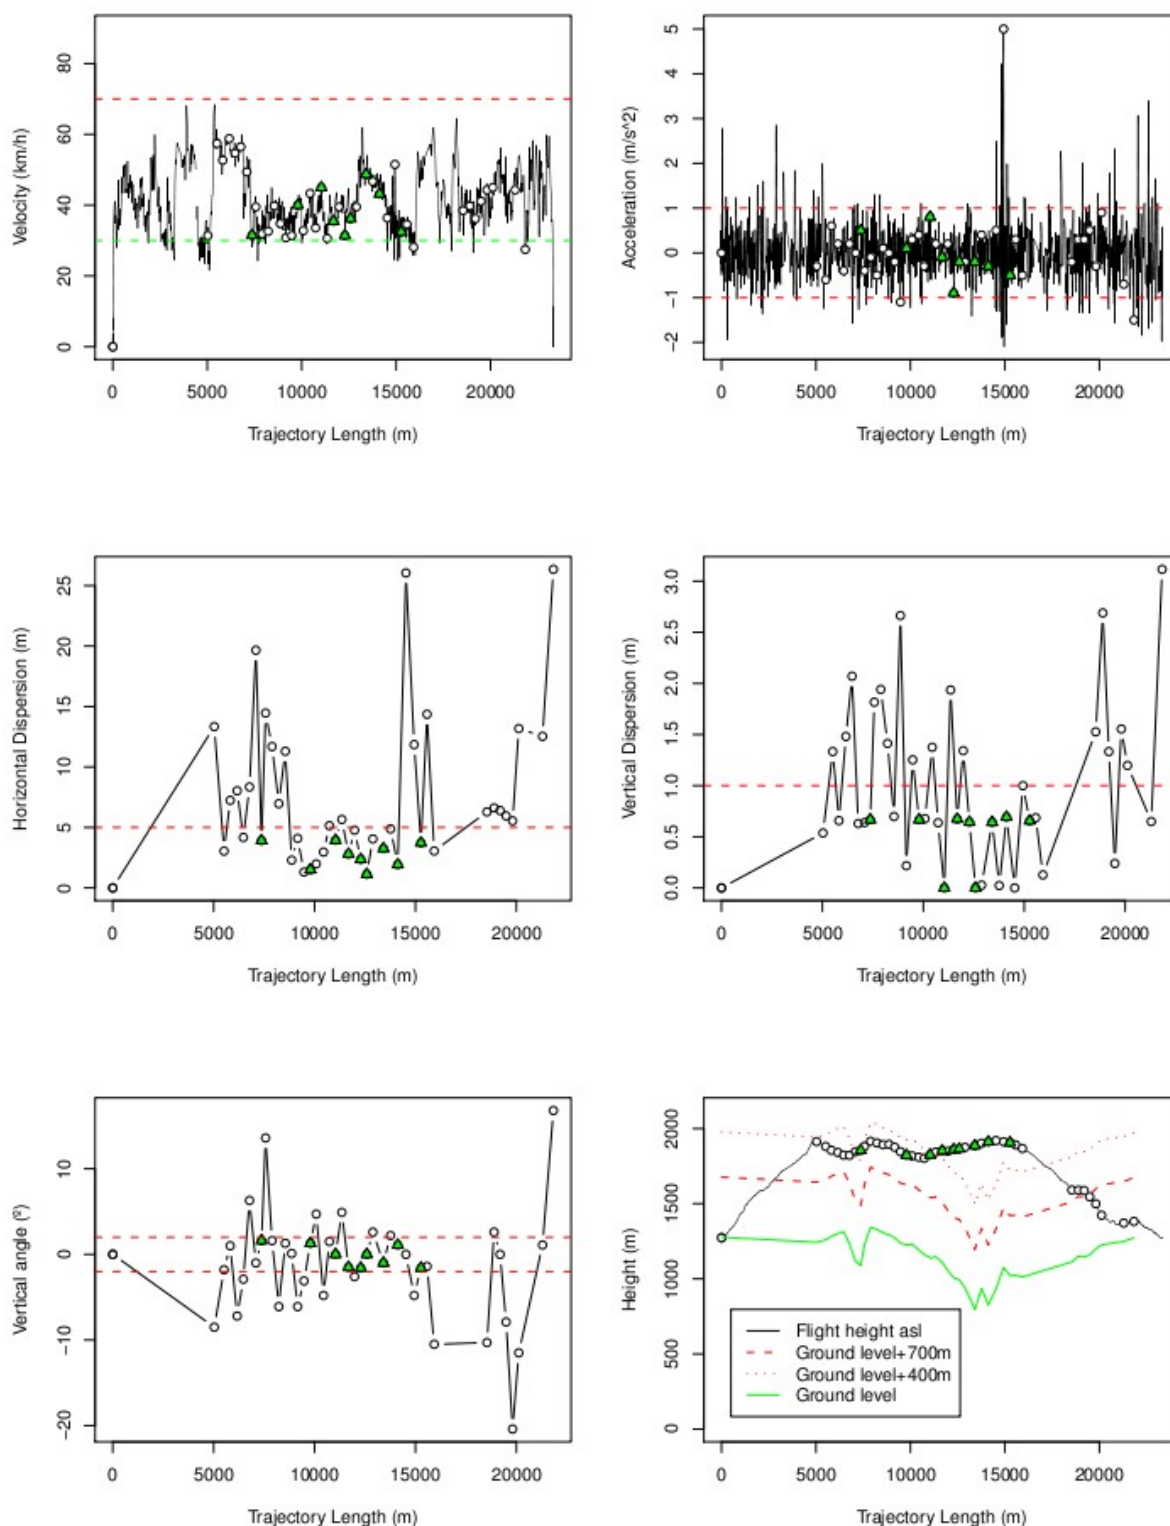 Velocity (km/h)
0 20 40 60 80
0 5000 10000 15000 20000
Trajectory Length (m)
Acceleration (m/s^2)
−2 −1 0 1 2 3 4 5
0 5000 10000 15000 20000
Trajectory Length (m)
Horizontal Dispersion (m)
0 5 10 15 20 25
0 5000 10000 15000 20000
Trajectory Length (m)
Vertical Dispersion (m)
0.0 0.5 1.0 1.5 2.0 2.5 3.0
0 5000 10000 15000 20000
Trajectory Length (m)
Vertical angle (º)
−20 −10 0 10
0 5000 10000 15000 20000
Trajectory Length (m)
Height (m)
0 500 1000 1500 2000
Flight height asl
Ground level+700m
Ground level+400m
Ground level
0 5000 10000 15000 20000
Trajectory Length (m)